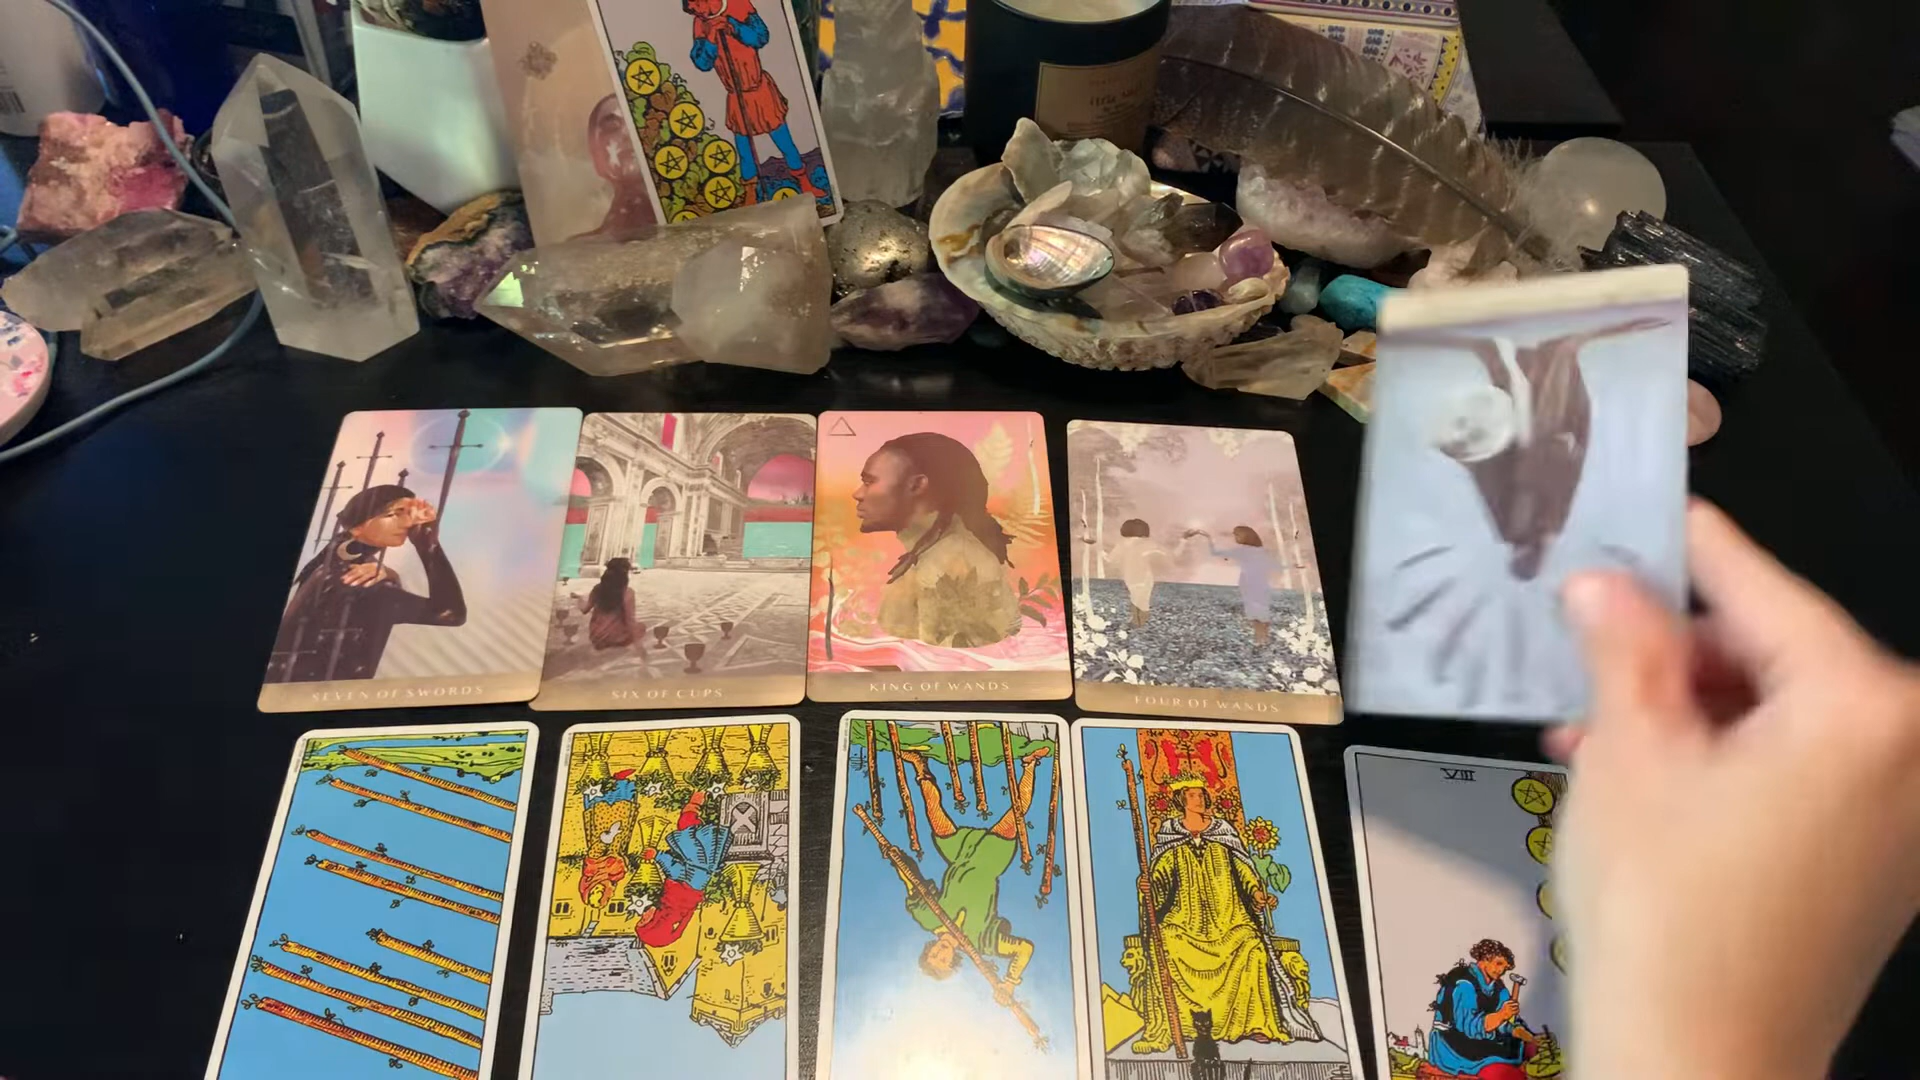 SEVEN OF SWORDS
SIX OF CUPS
KING OF WANDS
FOUR OF WANDS
VIII